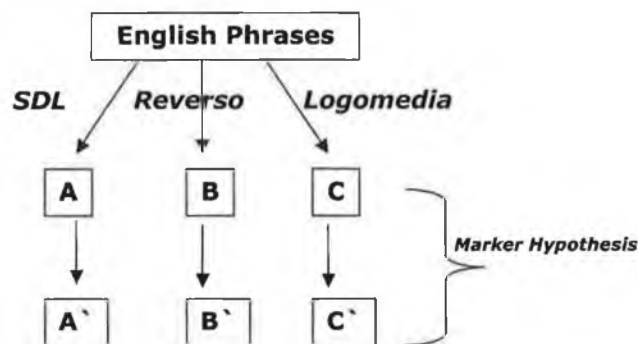 English Phrases
SDL Reverso Logomedia
A B C
Marker Hypothesis
A` B` C`